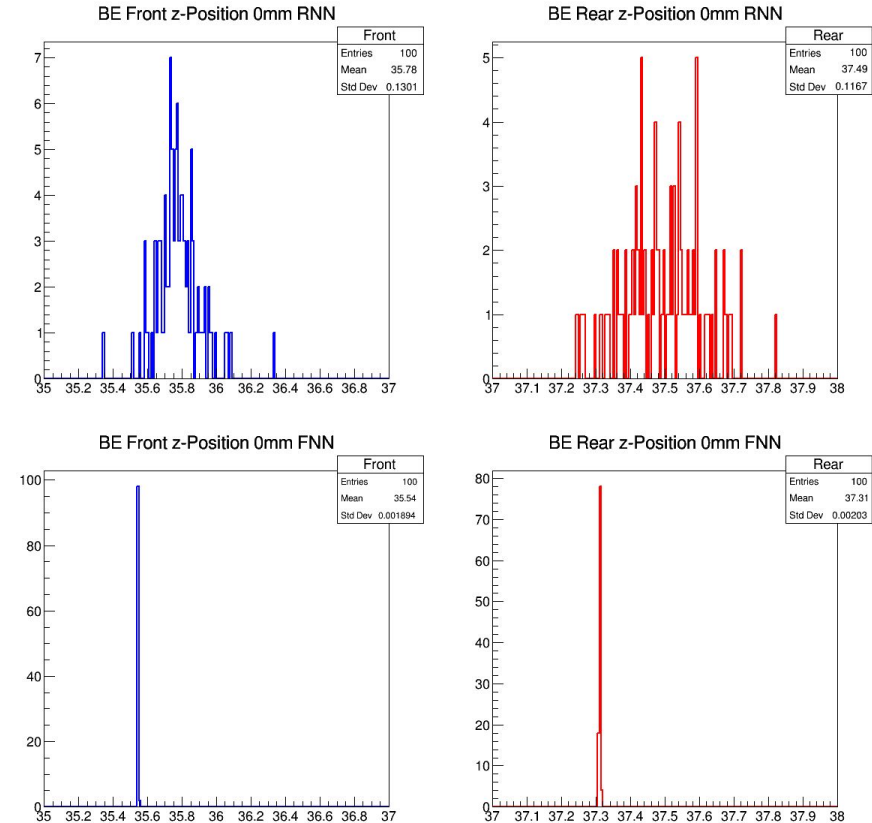 BE Front z-Position 0mm RNN
Front
Entries 100
Mean 35.78
Std Dev 0.1301
7
6
5
4
3
2
1
0
35 35.2 35.4 35.6 35.8 36 36.2 36.4 36.6 36.8 37
BE Rear z-Position 0mm RNN
Rear
Entries 100
Mean 37.49
Std Dev 0.1167
5
4
3
2
1
0
37 37.1 37.2 37.3 37.4 37.5 37.6 37.7 37.8 37.9 38
BE Front z-Position 0mm FNN
Front
Entries 100
Mean 35.54
Std Dev 0.001894
100
80
60
40
20
0
35 35.2 35.4 35.6 35.8 36 36.2 36.4 36.6 36.8 37
BE Rear z-Position 0mm FNN
Rear
Entries 100
Mean 37.31
Std Dev 0.00203
80
70
60
50
40
30
20
10
0
37 37.1 37.2 37.3 37.4 37.5 37.6 37.7 37.8 37.9 38